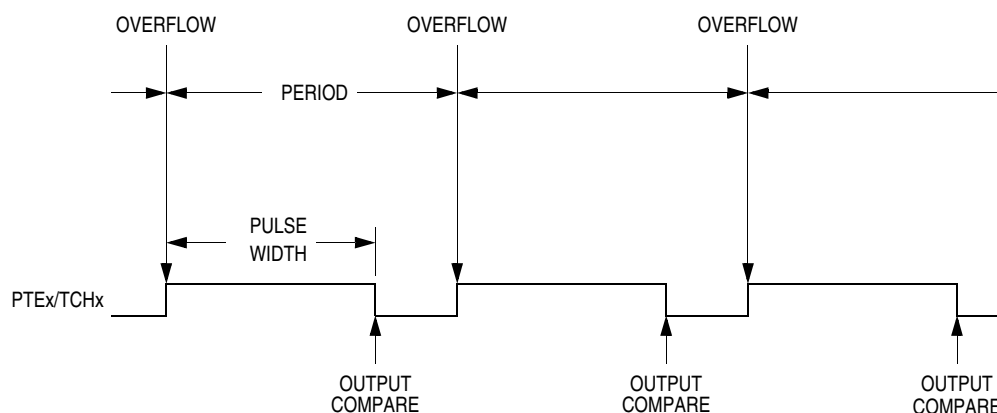 OVERFLOW
OVERFLOW
OVERFLOW
PERIOD
PULSE
WIDTH
PTEx/TCHx
OUTPUT
COMPARE
OUTPUT
COMPARE
OUTPUT
COMPARE